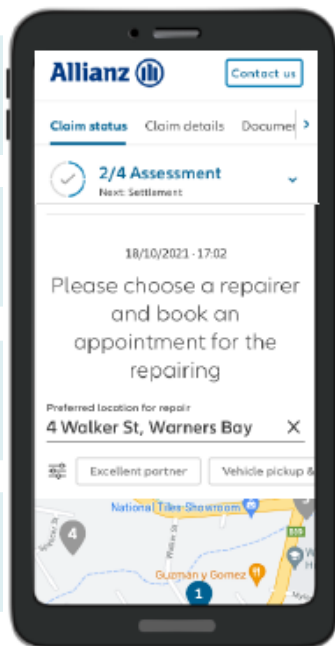 Allianz
Contact us
Claim status Claim details
2/4 Assessment
Next: Settlement
18/10/2021 - 17:02
Please choose a repairer
and book an
appointment for the
repairing
Preferred location for repair
4 Walker St, Warners Bay X
Excellent partner Vehicle pickup &
National Tiles Showroom
4
Walker St
Guzman y Gomez
1